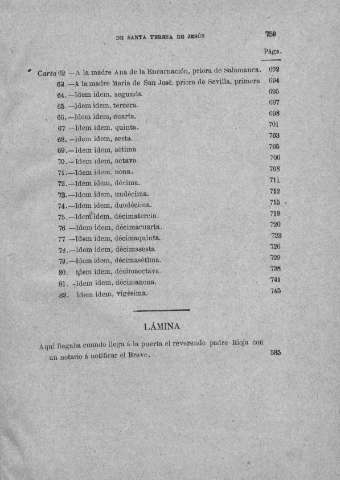 DE SANTA TERESA DE JESÚS 759
Págs.
Carta 62 —A la madre Ana de la Encarnación, priora de Salamanca. 692
63 —A la madre María de San José, priora de Sevilla, primera 694
64.—Idem idem, segunda. 695
65.—Idem idem, tercera. 697
66.—Idem idem, cuarta. 698
67 —Idem idem, quinta. 701
68.—Idem idem, sexta. 703
69.—Idem idem, sétima 705
70.—Idem idem, octava 706
71.—Idem idem, nona. 708
72.—Idem idem, décima. 711
73.—Idem idem, undécima. 712
74.—Idem idem, duodécima. 715
75.—Idem idem, décimatercia. 719
76 —Idem idem, décimacuarta. 720
77 —Idem idem, décimaquinta. 723
78.—Idem idem, décimasexta 726
79.—Idem idem, décimasétima. 729
80. Idem idem, décimoctava. 738
81. -Idem idem, décimanona. 741
82. Idem idem, vigésima. 745
LÁMINA
Aquí llegaba cuando llega á la puerta el reverendo padre Rioja con
un notario á notificar el Breve. 585